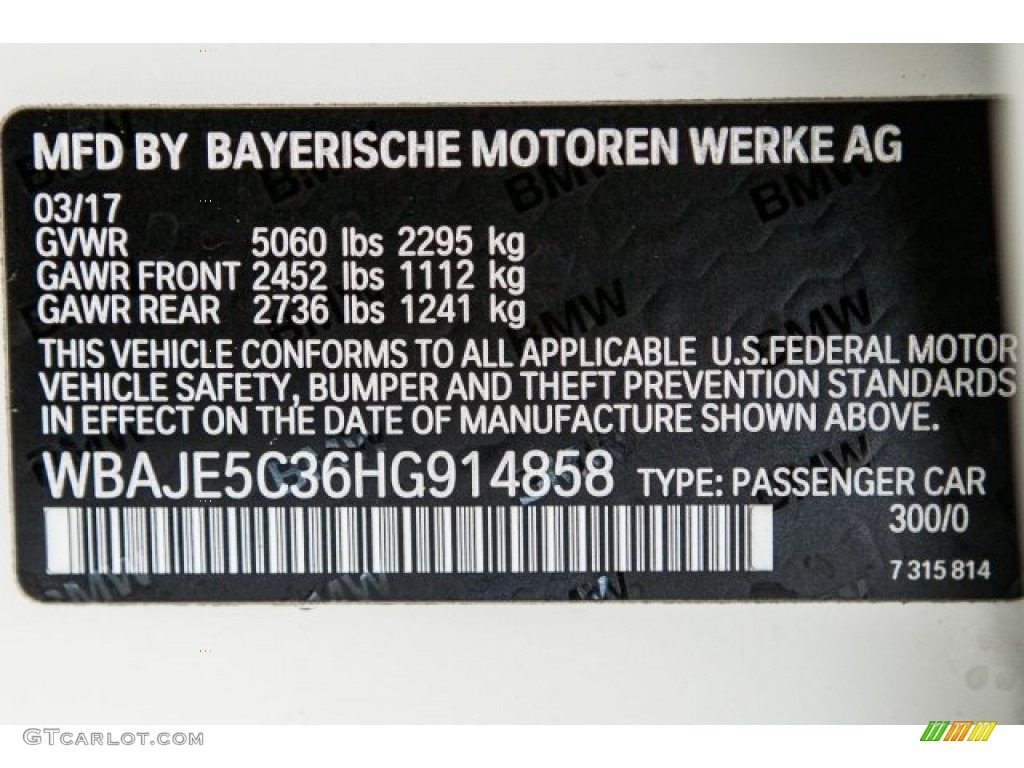 MFD BY BAYERISCHE MOTOREN WERKE AG
03/17
GVWR 5060 lbs 2295 kg
GAWR FRONT 2452 lbs 1112 kg
GAWR REAR 2736 lbs 1241 kg
THIS VEHICLE CONFORMS TO ALL APPLICABLE U.S.FEDERAL MOTOR
VEHICLE SAFETY, BUMPER AND THEFT PREVENTION STANDARDS
IN EFFECT ON THE DATE OF MANUFACTURE SHOWN ABOVE.
WBAJE5C36HG914858 TYPE: PASSENGER CAR
300/0
7 315 814
GTCarlot.com